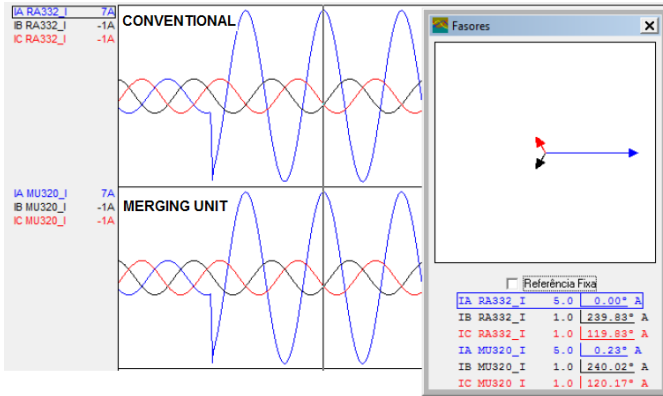 IA RA332_I 7A
IB RA332_I -1A
IC RA332_I -1A
CONVENTIONAL
IA MU320_I 7A
IB MU320_I -1A
IC MU320_I -1A
MERGING UNIT
Fasores
Referência Fixa
IA RA332_I 5.0 0.00° A
IB RA332_I 1.0 239.83° A
IC RA332_I 1.0 119.83° A
IA MU320_I 5.0 0.23° A
IB MU320_I 1.0 240.02° A
IC MU320_I 1.0 120.17° A